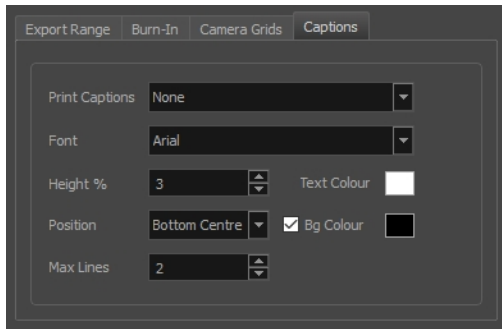 Export Range Burn-In Camera Grids Captions
Print Captions None
Font Arial
Height % 3 Text Colour
Position Bottom Centre Bg Colour
Max Lines 2